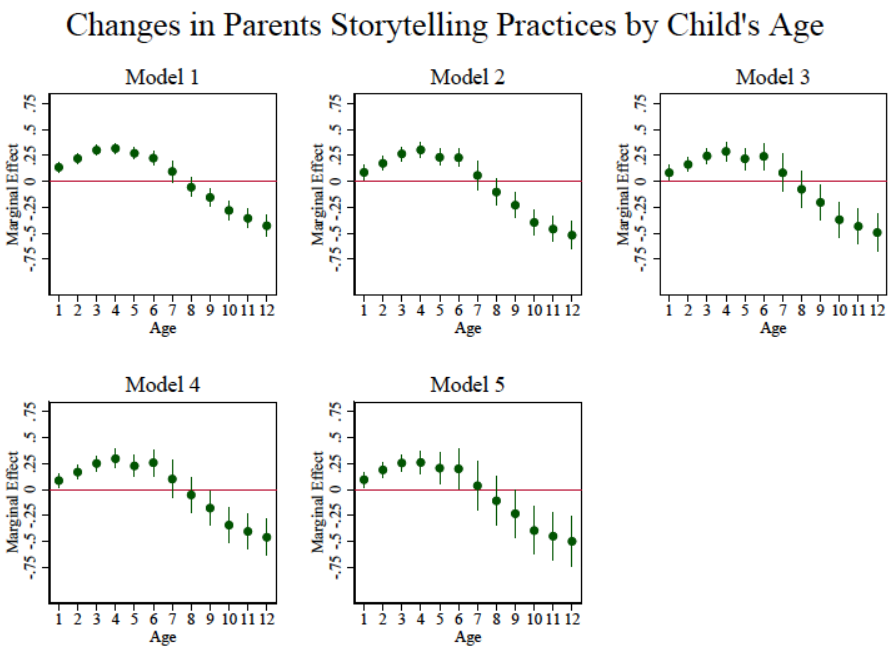 Changes in Parents Storytelling Practices by Child's Age
Model 1
Marginal Effect
.75
.5
.25
0
-.25
-.5
-.75
1 2 3 4 5 6 7 8 9 10 11 12
Age
Model 2
Marginal Effect
.75
.5
.25
0
-.25
-.5
-.75
1 2 3 4 5 6 7 8 9 10 11 12
Age
Model 3
Marginal Effect
.75
.5
.25
0
-.25
-.5
-.75
1 2 3 4 5 6 7 8 9 10 11 12
Age
Model 4
Marginal Effect
.75
.5
.25
0
-.25
-.5
-.75
1 2 3 4 5 6 7 8 9 10 11 12
Age
Model 5
Marginal Effect
.75
.5
.25
0
-.25
-.5
-.75
1 2 3 4 5 6 7 8 9 10 11 12
Age